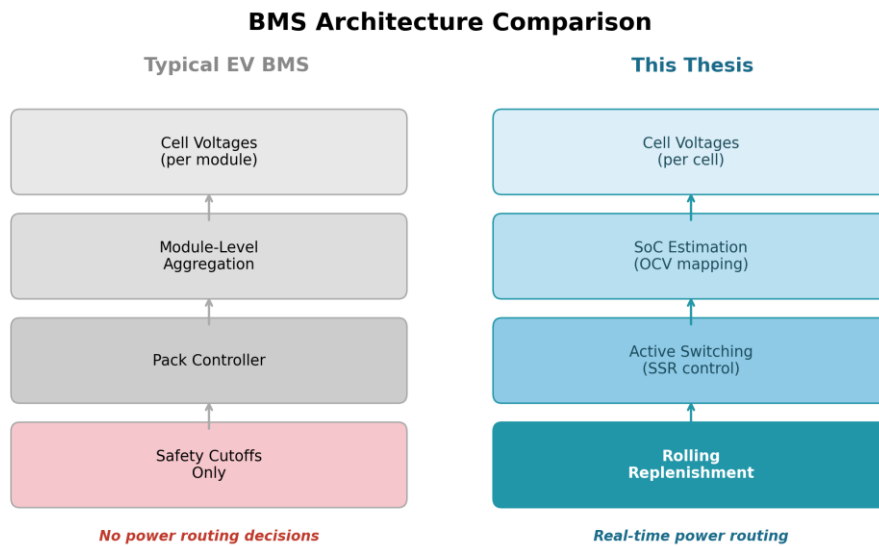 BMS Architecture Comparison
Typical EV BMS
Cell Voltages
(per module)
Module-Level
Aggregation
Pack Controller
Safety Cutoffs
Only
No power routing decisions
This Thesis
Cell Voltages
(per cell)
SoC Estimation
(OCV mapping)
Active Switching
(SSR control)
Rolling
Replenishment
Real-time power routing